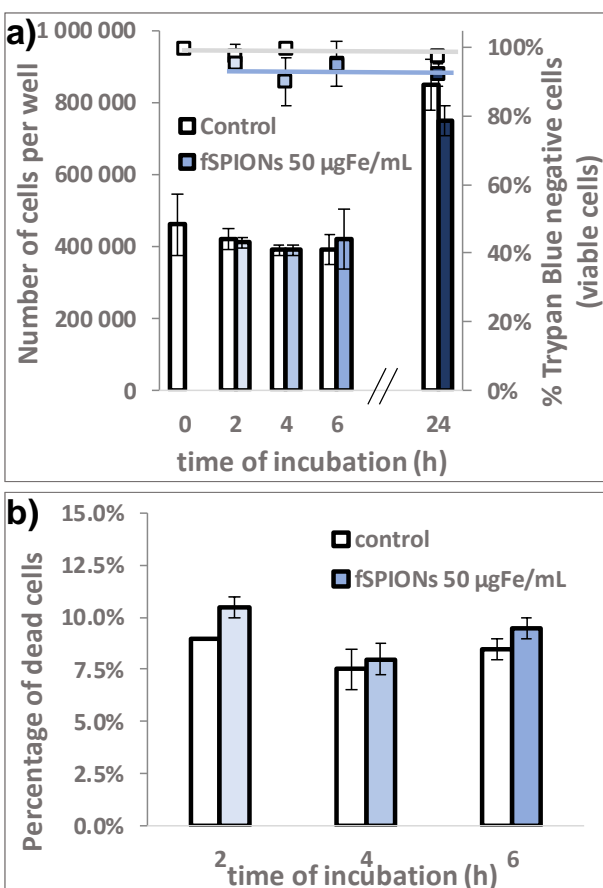 a)
1 000 000
800 000
600 000
400 000
200 000
0
Number of cells per well
100%
80%
60%
40%
20%
0%
% Trypan Blue negative cells
(viable cells)
Control
fSPIONs 50 µgFe/mL
0 2 4 6 // 24
time of incubation (h)
b)
15.0%
12.5%
10.0%
7.5%
5.0%
2.5%
0.0%
Percentage of dead cells
control
fSPIONs 50 µgFe/mL
2 4 6
time of incubation (h)